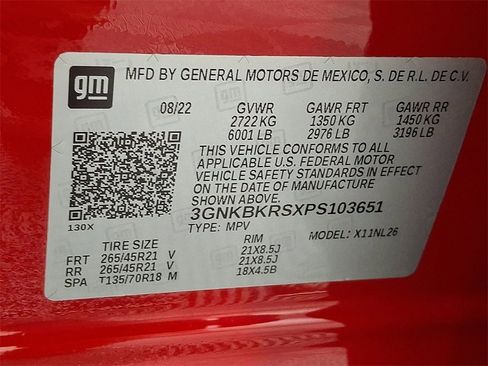 gm
MFD BY GENERAL MOTORS DE MEXICO, S. DE R.L. DE C.V.
08/22 GVWR GAWR FRT GAWR RR
2722 KG 1350 KG 1450 KG
6001 LB 2976 LB 3196 LB
THIS VEHICLE CONFORMS TO ALL
APPLICABLE U.S. FEDERAL MOTOR
VEHICLE SAFETY STANDARDS IN EFFECT
ON THE DATE OF MANUFACTURE
SHOWN ABOVE.
3GNKBKRSXPS103651
130X TYPE: MPV MODEL: X11NL26
TIRE SIZE RIM
FRT 265/45R21 V 21X8.5J
RR 265/45R21 V 21X8.5J
SPA T135/70R18 M 18X4.5B